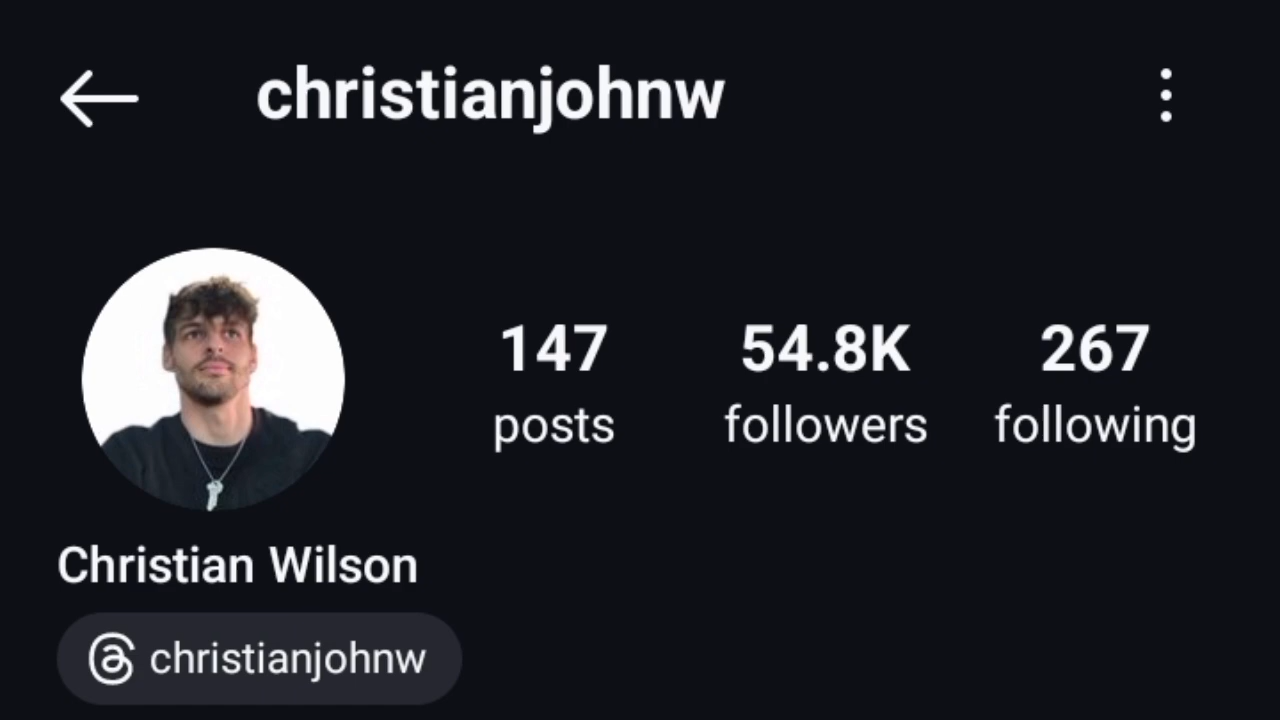 christianjohnw
147 54.8K 267
posts followers following
Christian Wilson
christianjohnw